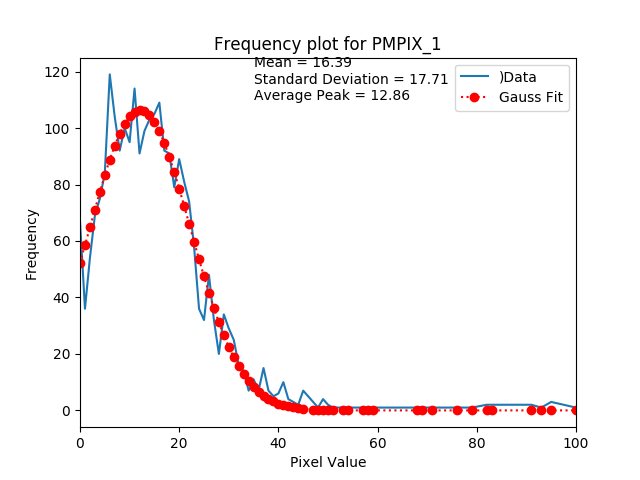 Frequency plot for PMPIX_1
Mean = 16.39
Standard Deviation = 17.71
Average Peak = 12.86
)Data
Gauss Fit
Frequency
120
100
80
60
40
20
0
0 20 40 60 80 100
Pixel Value